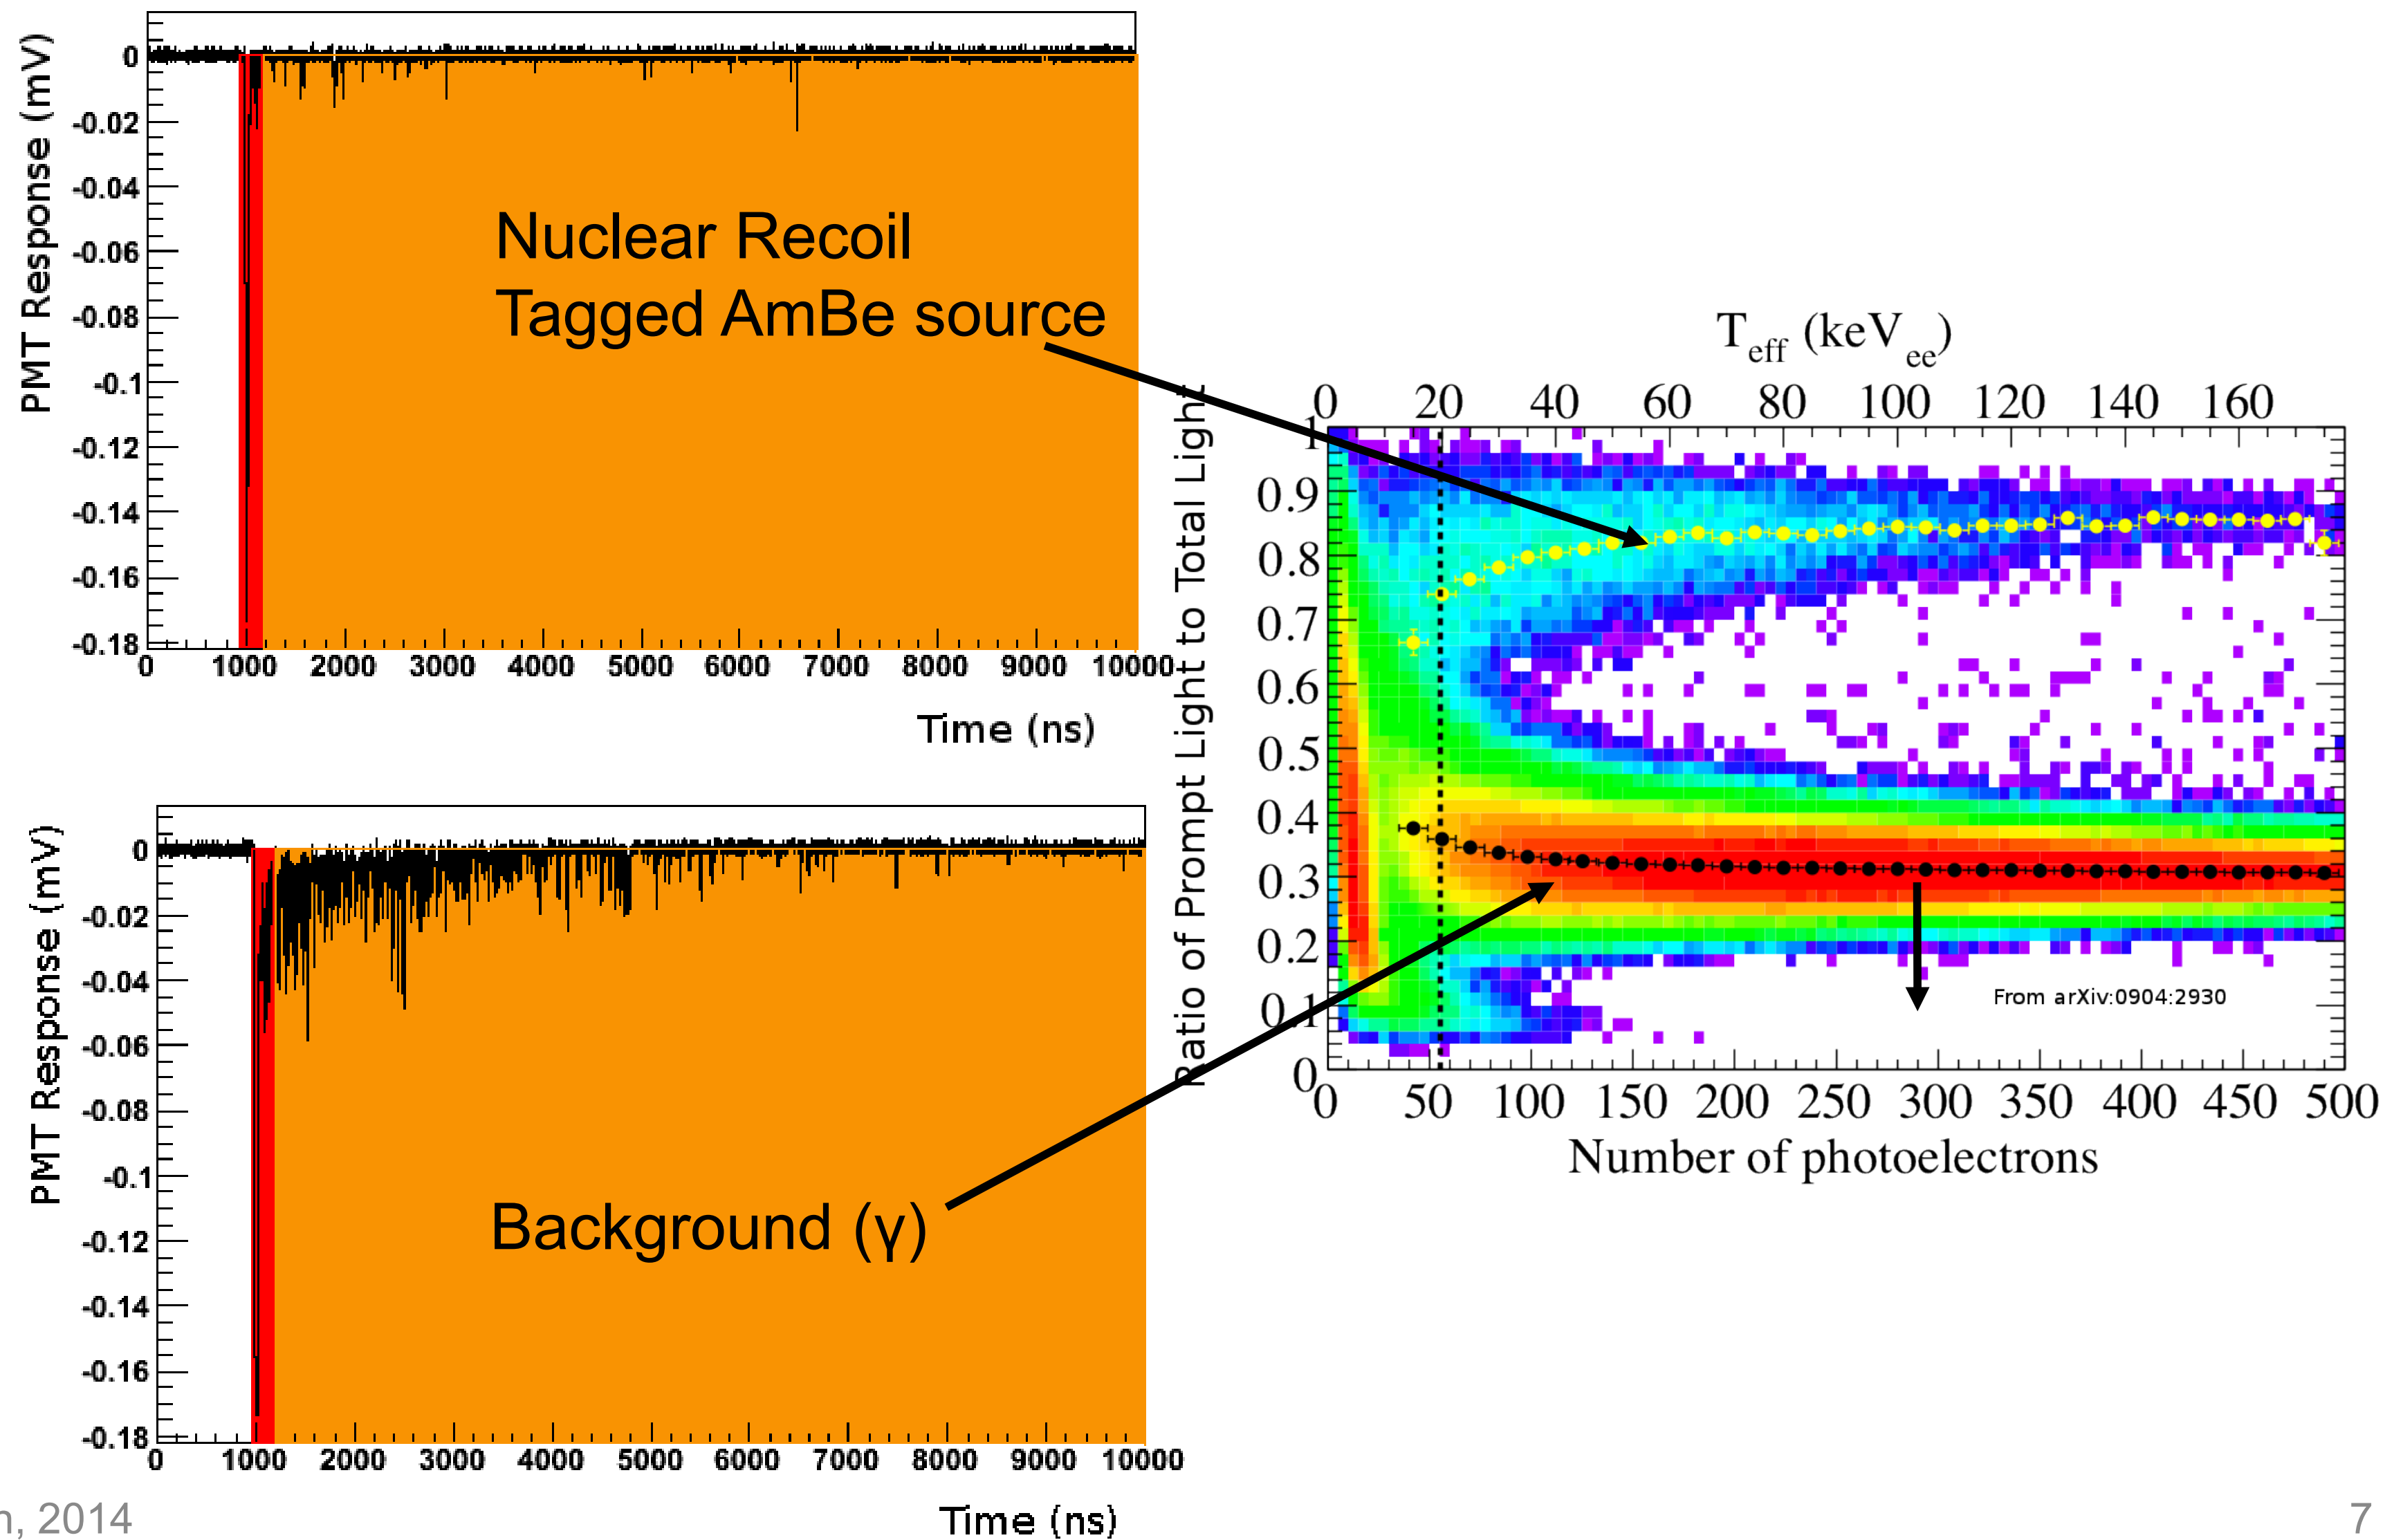 PMT Response (mV)
0
-0.02
-0.04
-0.06
-0.08
-0.1
-0.12
-0.14
-0.16
-0.18
Nuclear Recoil
Tagged AmBe source
0 1000 2000 3000 4000 5000 6000 7000 8000 9000 10000
Time (ns)
PMT Response (mV)
0
-0.02
-0.04
-0.06
-0.08
-0.1
-0.12
-0.14
-0.16
-0.18
Background (γ)
0 1000 2000 3000 4000 5000 6000 7000 8000 9000 10000
Time (ns)
T_eff (keV_ee)
0 20 40 60 80 100 120 140 160
Ratio of Prompt Light to Total Light
1
0.9
0.8
0.7
0.6
0.5
0.4
0.3
0.2
0.1
0
From arXiv:0904:2930
0 50 100 150 200 250 300 350 400 450 500
Number of photoelectrons
, 2014
7